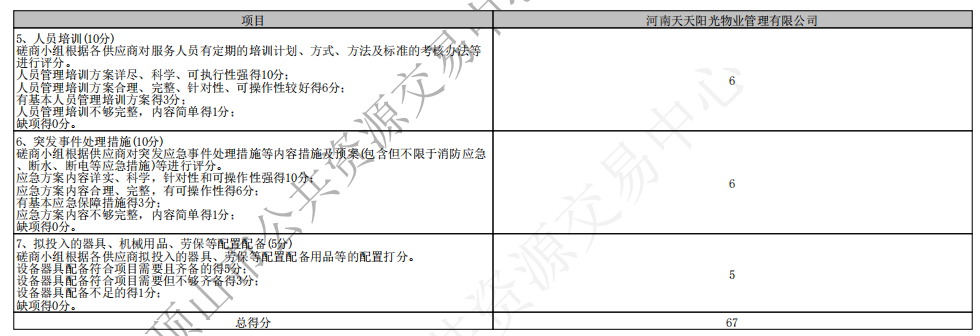 项目
河南天天阳光物业管理有限公司
5、人员培训(10分)
磋商小组根据各供应商对服务人员有定期的培训计划、方式、方法及标准的考核办法等
进行评分。
人员管理培训方案详尽、科学、可执行性强得10分;
人员管理培训方案合理、完整、针对性、可操作性较好得6分;
有基本人员管理培训方案得3分;
人员管理培训不够完整,内容简单得1分;
缺项得0分。
6
6、突发事件处理措施(10分)
磋商小组根据供应商对突发应急事件处理措施等内容措施及预案(包含但不限于消防应急
、断水、断电等应急措施)等进行评分。
应急方案内容详实、科学,针对性和可操作性强得10分;
应急方案内容合理、完整,有可操作性得6分;
有基本应急保障措施得3分;
应急方案内容不够完整,内容简单得1分;
缺项得0分。
6
7、拟投入的器具、机械用品、劳保等配置配备(5分)
磋商小组根据各供应商拟投入的器具、劳保等配置配备用品等的配置打分。
设备器具配备符合项目需要且齐备的得5分;
设备器具配备符合项目需要但不够齐备得3分;
设备器具配备不足的得1分;
缺项得0分。
5
总得分
67
顶山市公共资源交易中心
共资源交易中心